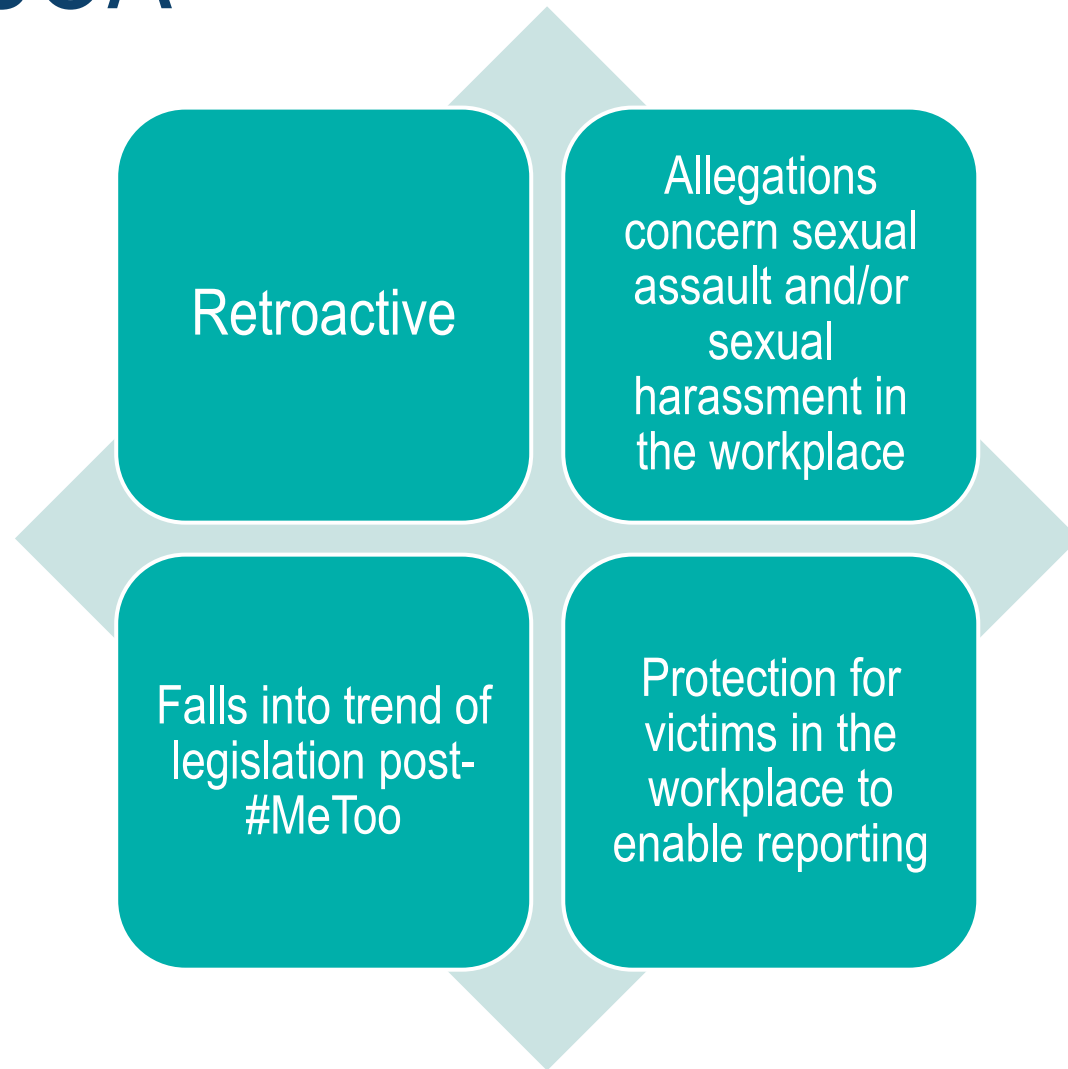 Retroactive
Allegations
concern sexual
assault and/or
sexual
harassment in
the workplace
Falls into trend of
legislation post-
#MeToo
Protection for
victims in the
workplace to
enable reporting